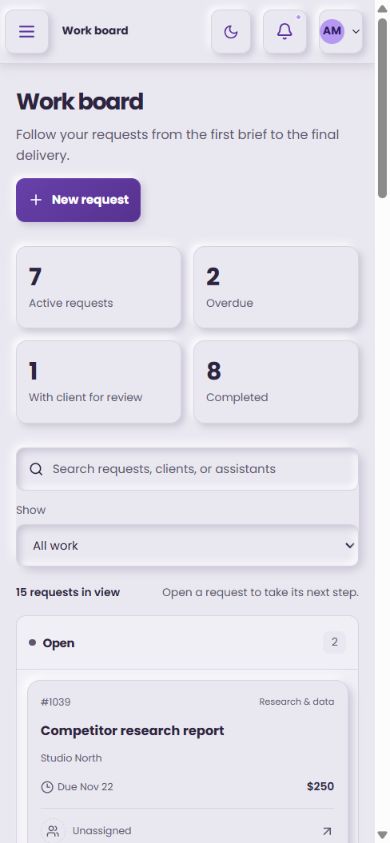 Work board
AM
Work board
Follow your requests from the first brief to the final
delivery.
New request
7
Active requests
2
Overdue
1
With client for review
8
Completed
Search requests, clients, or assistants
Show
All work
15 requests in view
Open a request to take its next step.
Open
2
#1039
Research & data
Competitor research report
Studio North
Due Nov 22
$250
Unassigned